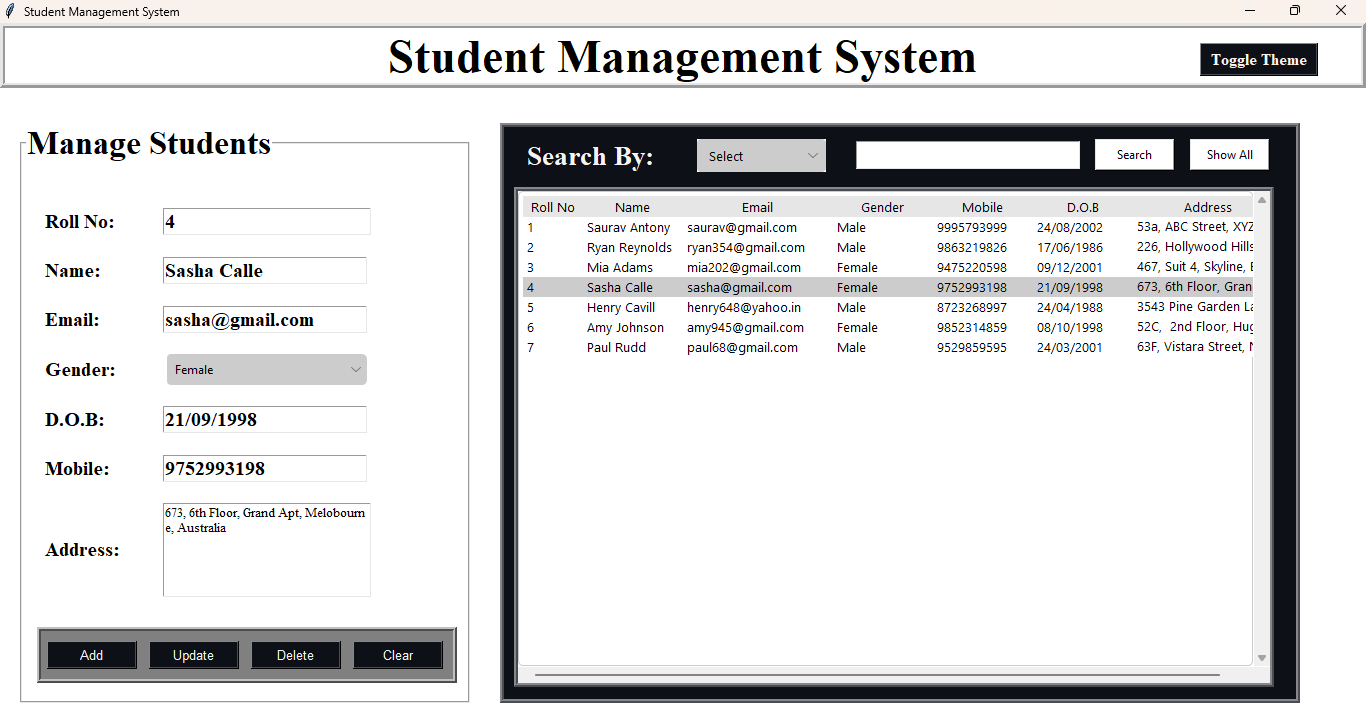 Student Management System
Student Management System
Toggle Theme
Manage Students
Roll No: 4
Name: Sasha Calle
Email: sasha@gmail.com
Gender: Female
D.O.B: 21/09/1998
Mobile: 9752993198
Address: 673, 6th Floor, Grand Apt, Melobourn
e, Australia
Add Update Delete Clear
Search By: Select Search Show All
Roll No Name Email Gender Mobile D.O.B Address
1 Saurav Antony saurav@gmail.com Male 9995793999 24/08/2002 53a, ABC Street, XYZ
2 Ryan Reynolds ryan354@gmail.com Male 9863219826 17/06/1986 226, Hollywood Hills
3 Mia Adams mia202@gmail.com Female 9475220598 09/12/2001 467, Suit 4, Skyline,
4 Sasha Calle sasha@gmail.com Female 9752993198 21/09/1998 673, 6th Floor, Gran
5 Henry Cavill henry648@yahoo.in Male 8723268997 24/04/1988 3543 Pine Garden La
6 Amy Johnson amy945@gmail.com Female 9852314859 08/10/1998 52C, 2nd Floor, Hug
7 Paul Rudd paul68@gmail.com Male 9529859595 24/03/2001 63F, Vistara Street,